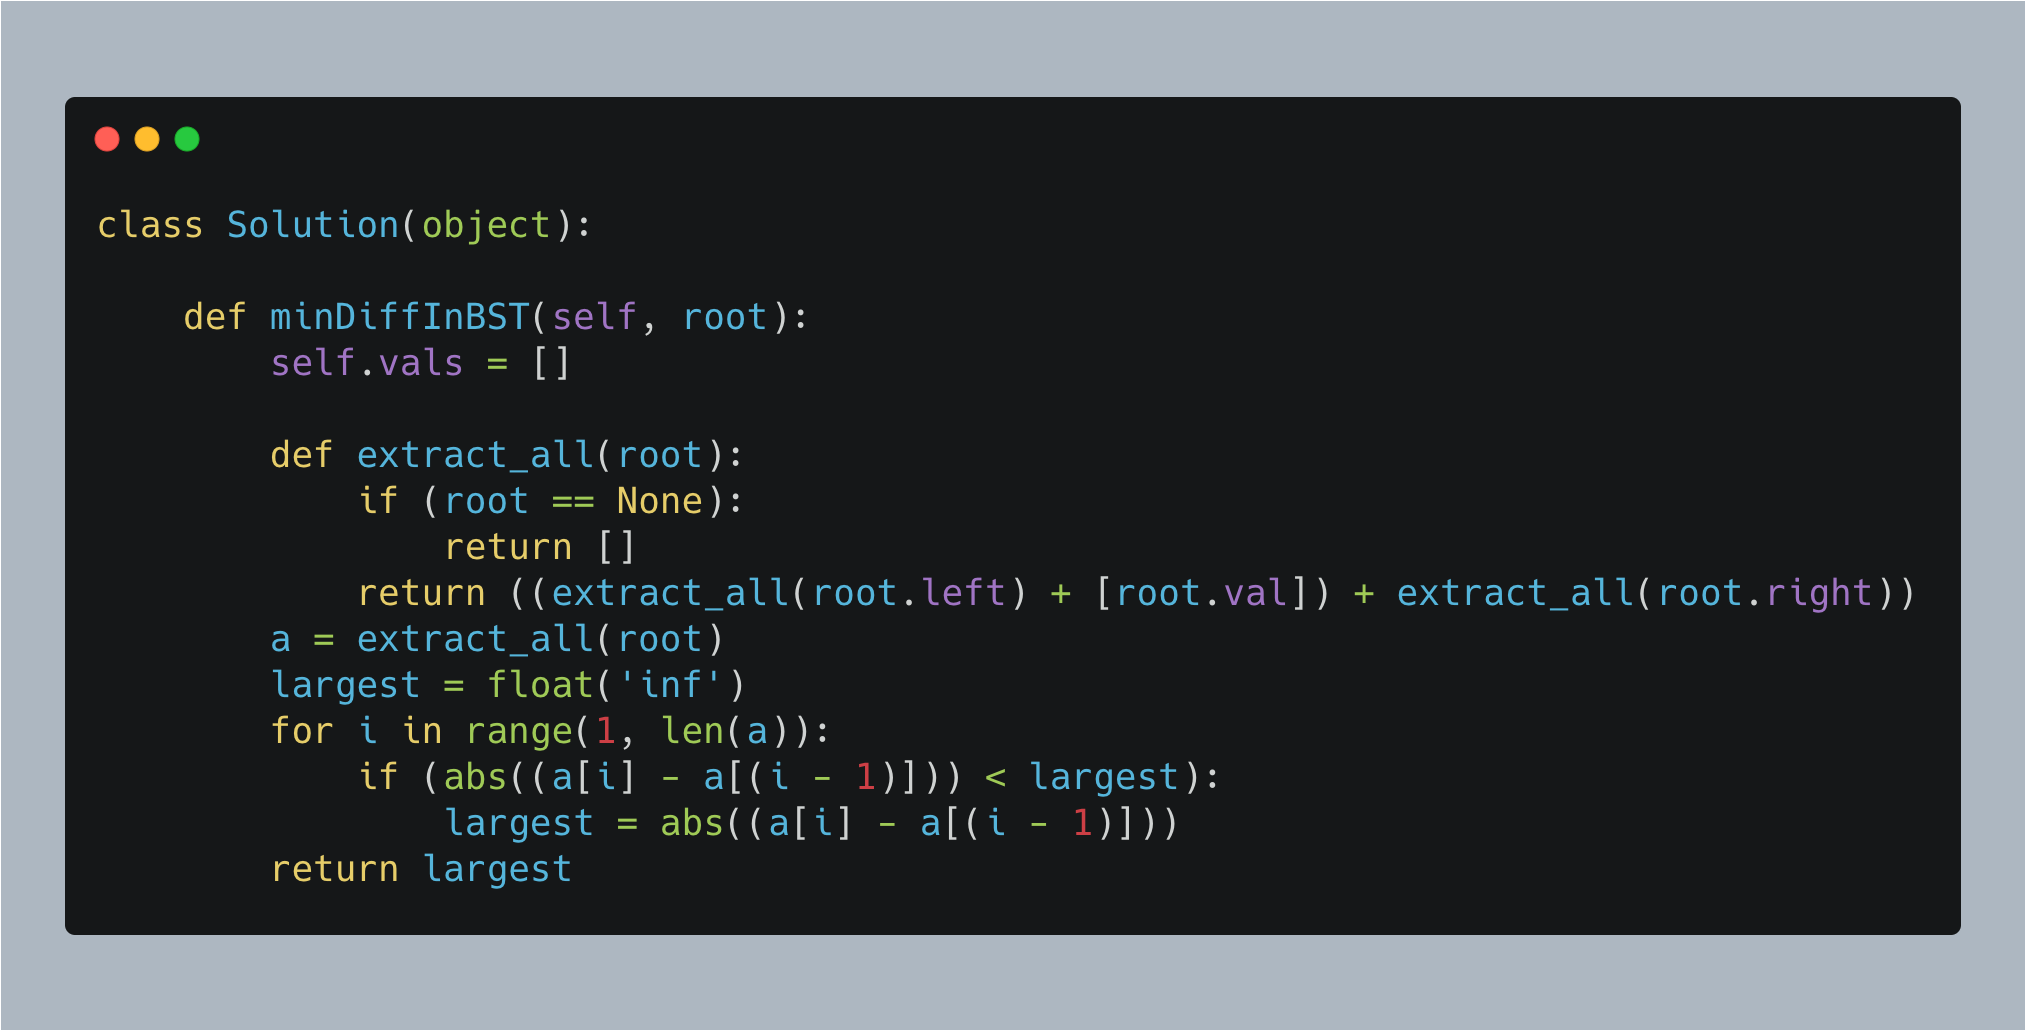 class Solution(object):

    def minDiffInBST(self, root):
        self.vals = []

        def extract_all(root):
            if (root == None):
                return []
            return ((extract_all(root.left) + [root.val]) + extract_all(root.right))
        a = extract_all(root)
        largest = float('inf')
        for i in range(1, len(a)):
            if (abs((a[i] - a[(i - 1)])) < largest):
                largest = abs((a[i] - a[(i - 1)]))
        return largest